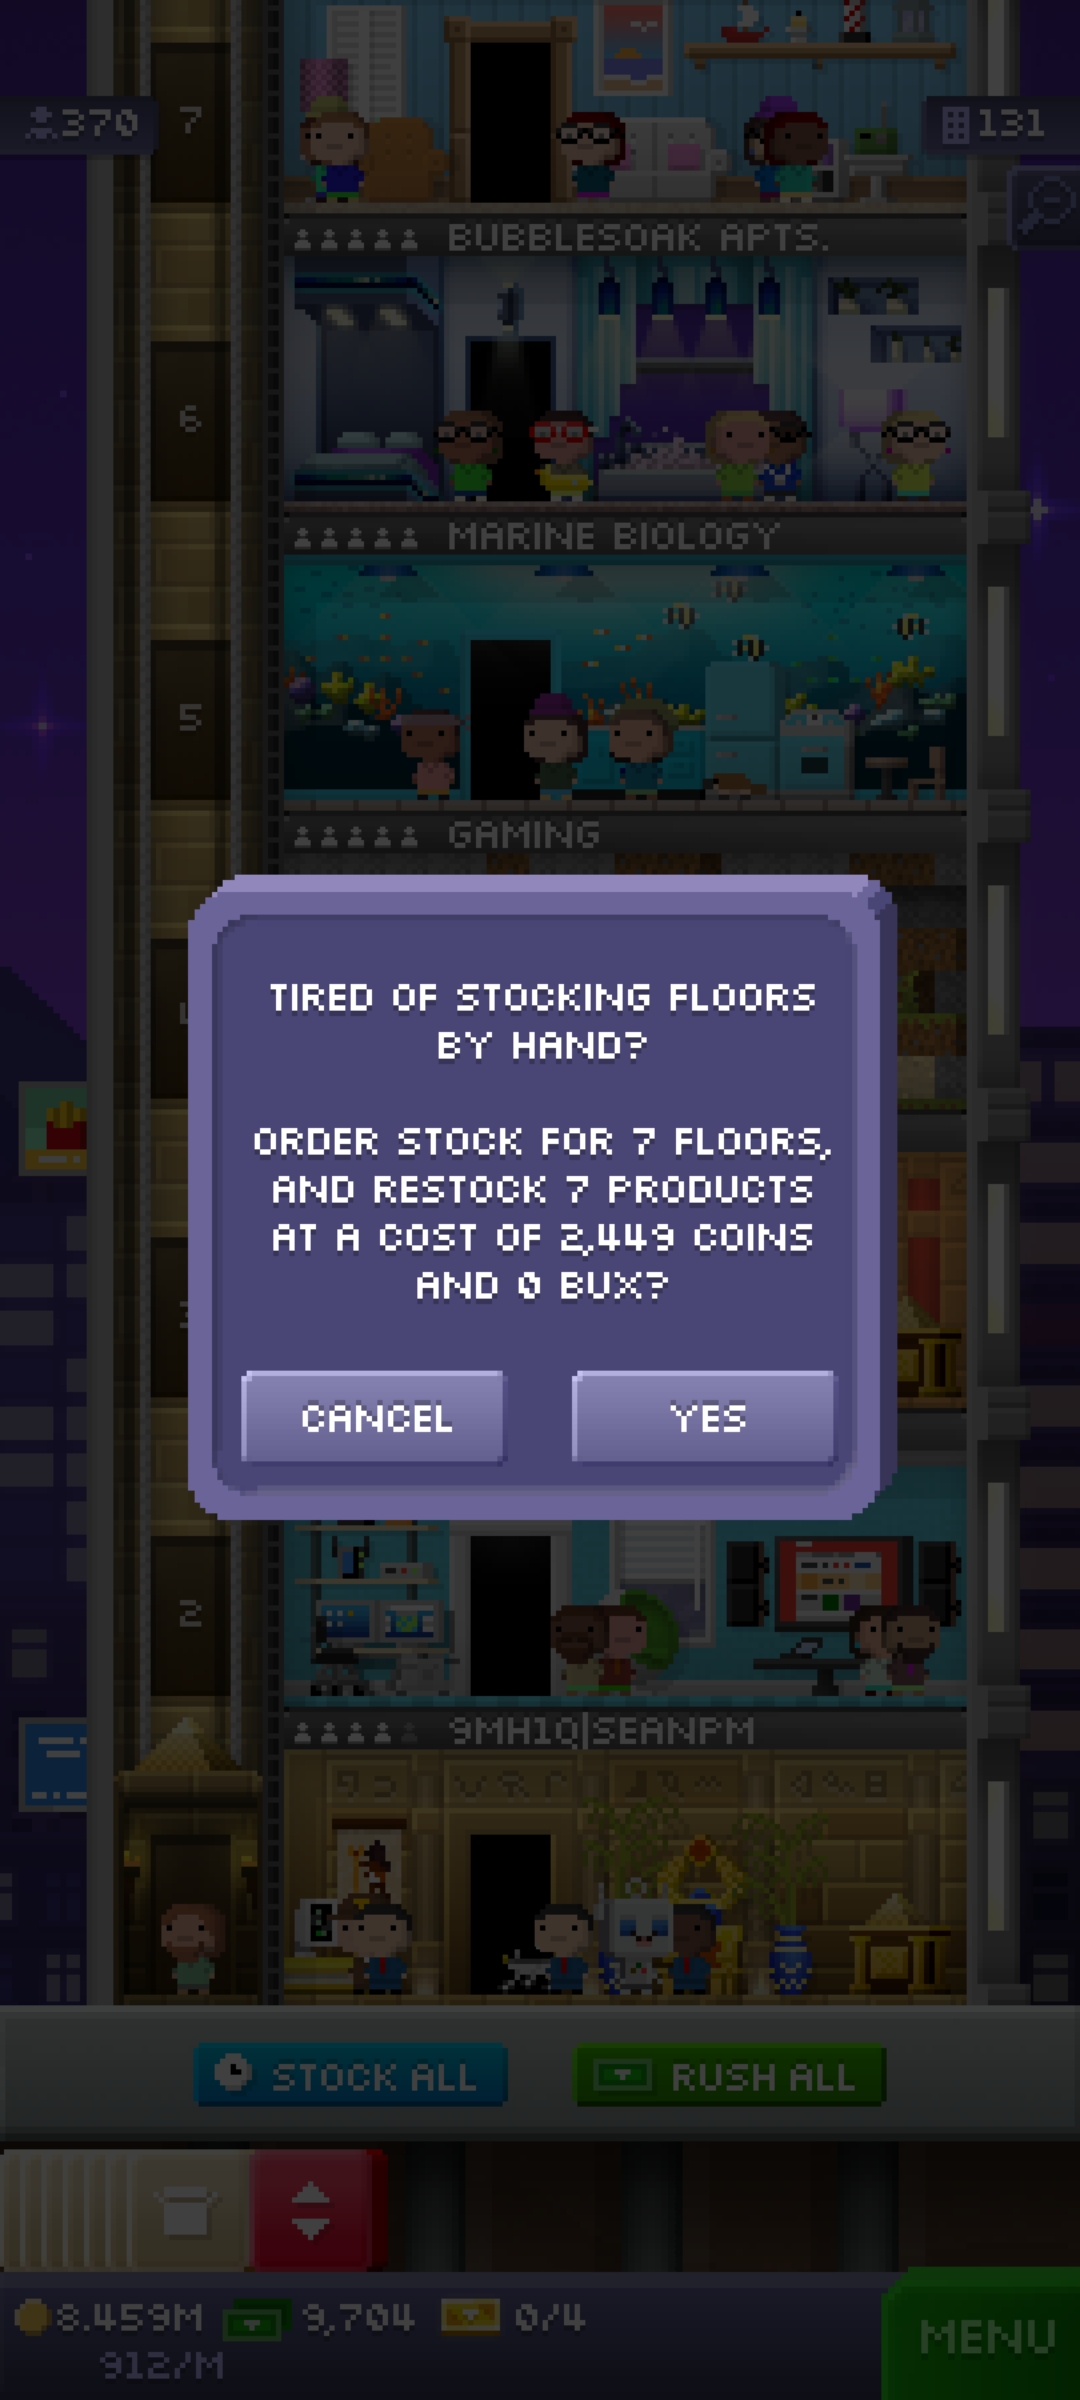 7
370
131
BUBBLESOAK APTS.
6
MARINE BIOLOGY
5
GAMING
TIRED OF STOCKING FLOORS
BY HAND?
ORDER STOCK FOR 7 FLOORS,
AND RESTOCK 7 PRODUCTS
AT A COST OF 2,449 COINS
AND 0 BUX?
CANCEL
YES
2
9MH1Q|SEANPM
STOCK ALL
RUSH ALL
8.459M
9,704
0/4
912/M
MENU